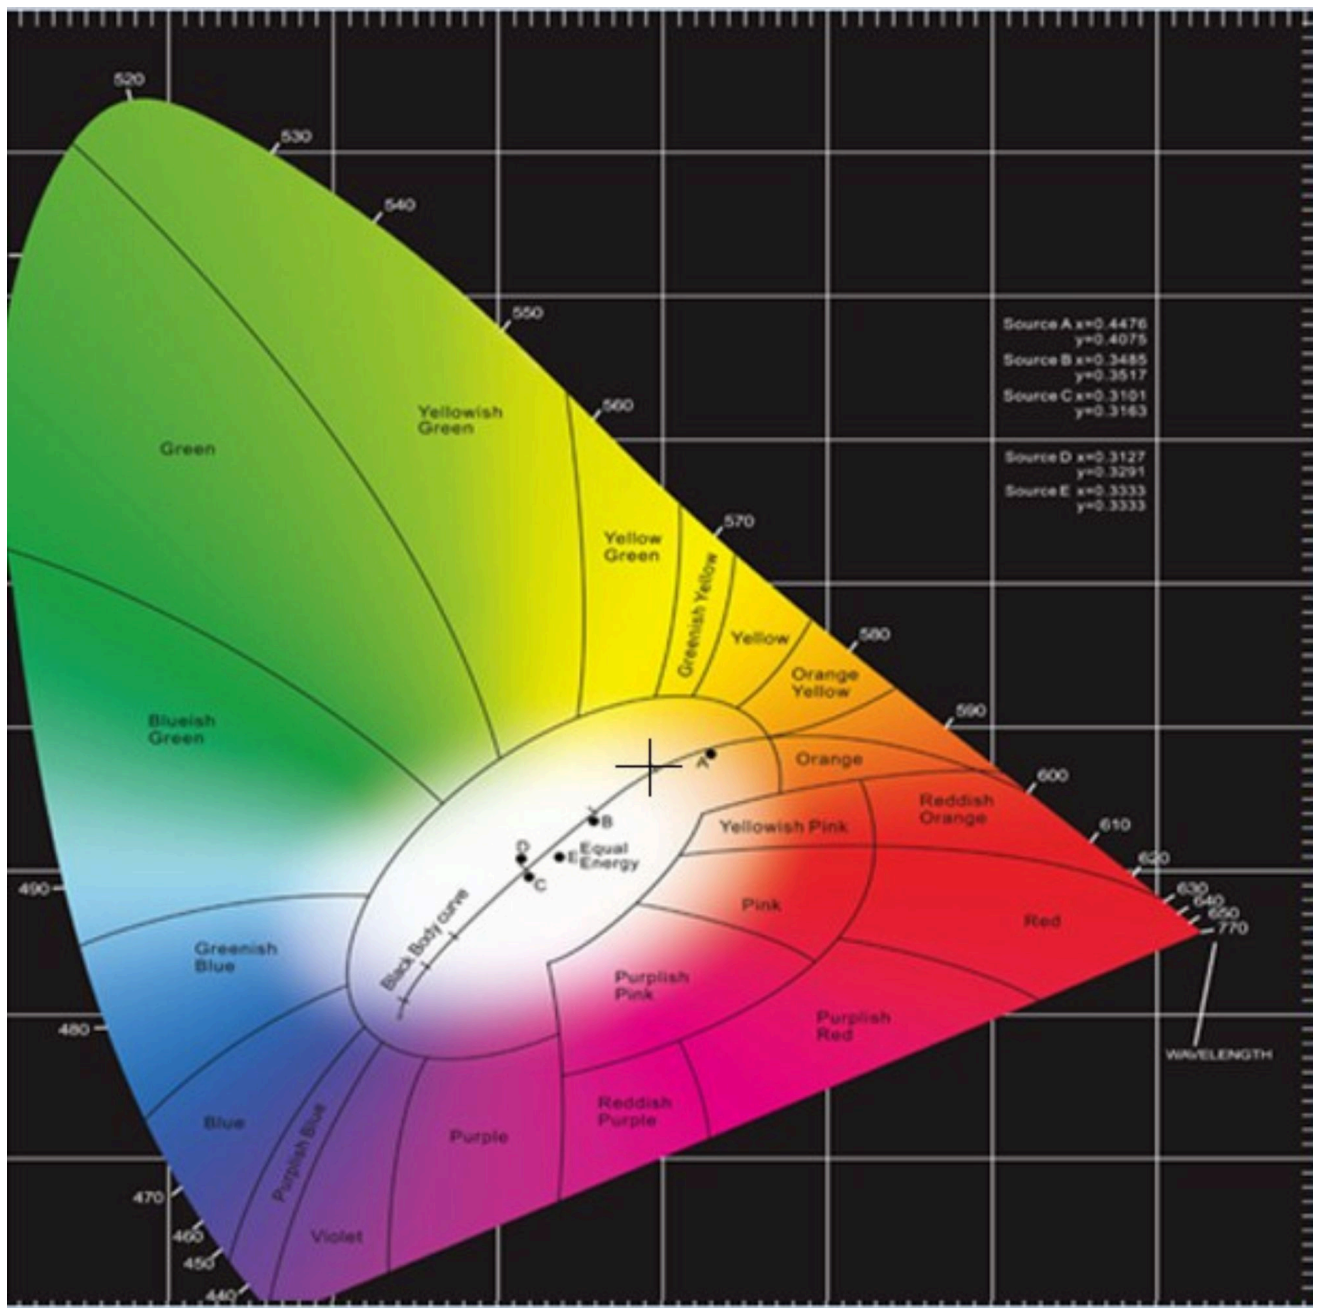 520
530
540
550
Source A x=0.4476
y=0.4075
Source B x=0.3485
y=0.3517
Source C x=0.3101
y=0.3163
Source D x=0.3127
y=0.3291
Source E x=0.3333
y=0.3333
560
Yellowish
Green
Green
570
Yellow
Green
Greenish Yellow
Yellow
580
Orange
Yellow
590
Blueish
Green
A
Orange
600
Reddish
Orange
Yellowish Pink
610
B
D
E Equal
Energy
C
620
490
630
640
650
770
Pink
Red
Black Body curve
Greenish
Blue
Purplish
Pink
Purplish
Red
480
WAVELENGTH
Blue
Purplish Blue
Purple
Reddish
Purple
470
460
Violet
450
440